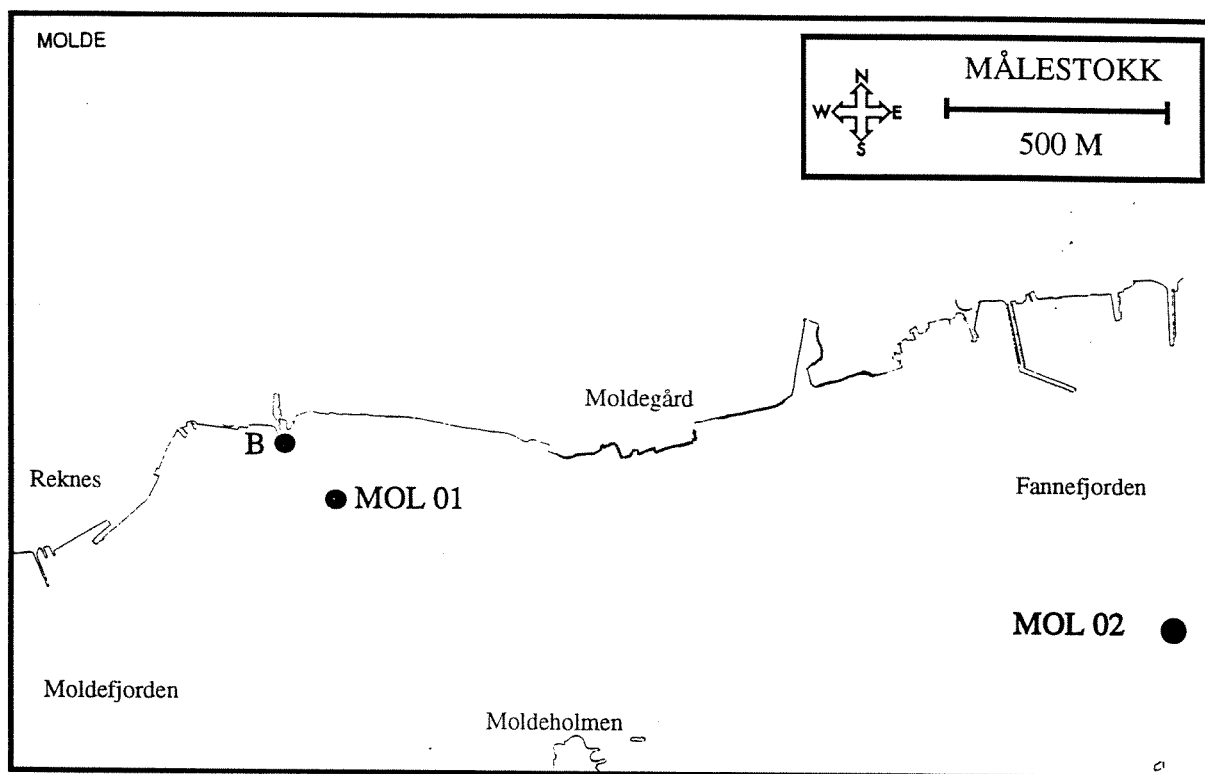 MOLDE
MÅLESTOKK
N
W E
S
500 M
Moldegård
B
Reknes
MOL 01
Fannefjorden
MOL 02
Moldefjorden
Moldeholmen